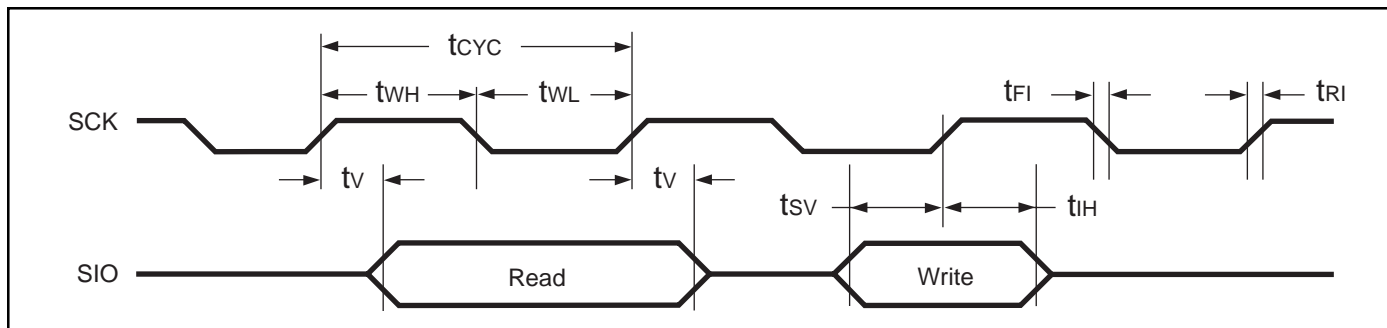 tCYC
tWH tWL tFI tRI
SCK
tV tV
tSV tIH
SIO Read Write